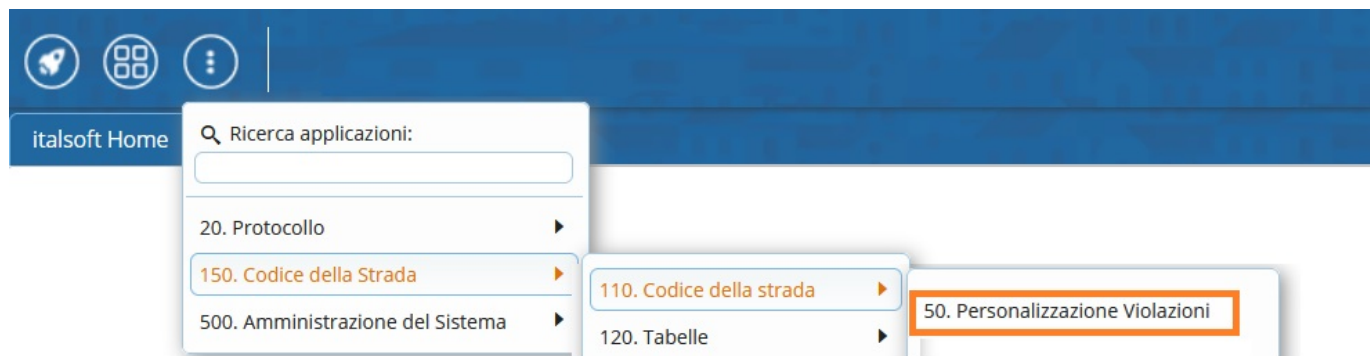 italsoft Home
Ricerca applicazioni:
20. Protocollo
150. Codice della Strada
500. Amministrazione del Sistema
110. Codice della strada
120. Tabelle
50. Personalizzazione Violazioni